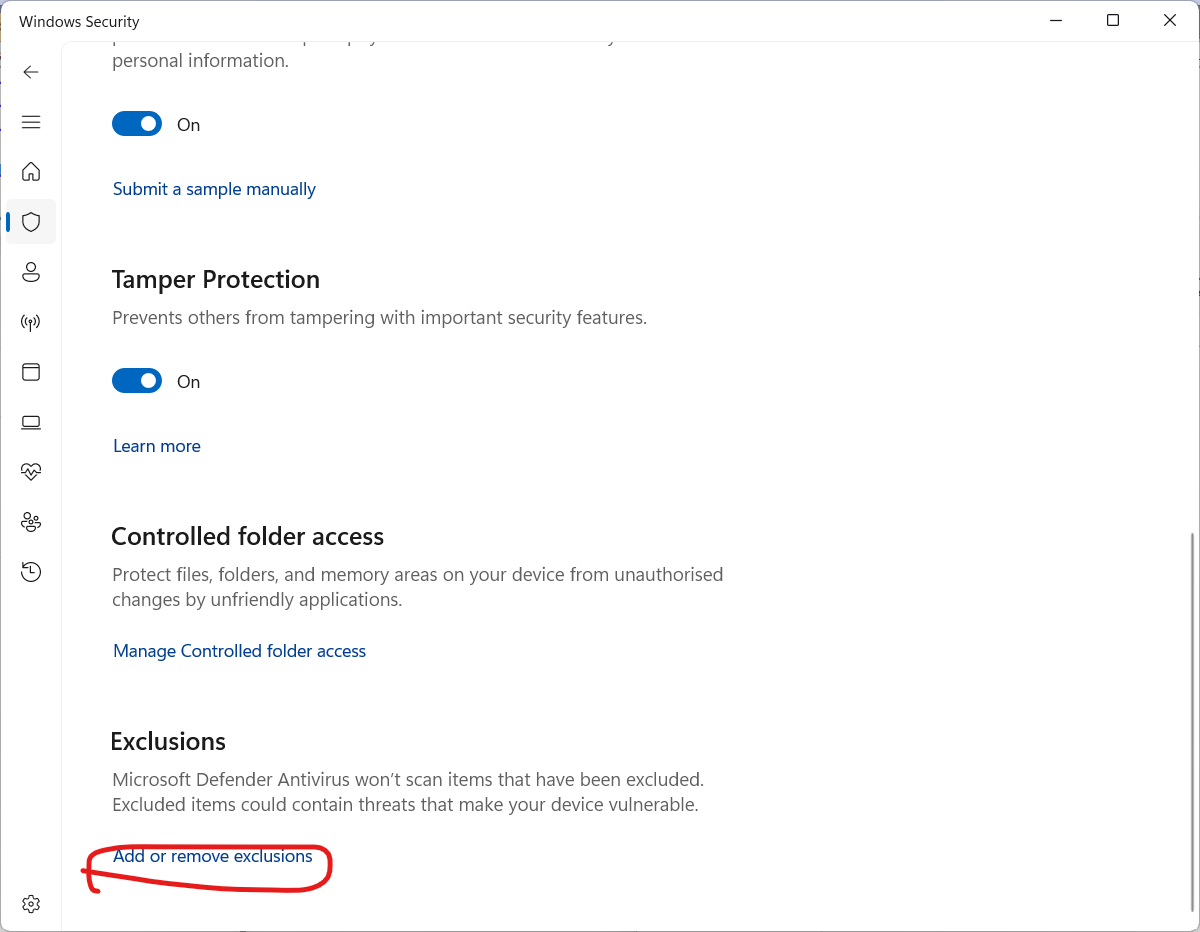 Windows Security
personal information.
On
Submit a sample manually
Tamper Protection
Prevents others from tampering with important security features.
On
Learn more
Controlled folder access
Protect files, folders, and memory areas on your device from unauthorised
changes by unfriendly applications.
Manage Controlled folder access
Exclusions
Microsoft Defender Antivirus won’t scan items that have been excluded.
Excluded items could contain threats that make your device vulnerable.
Add or remove exclusions